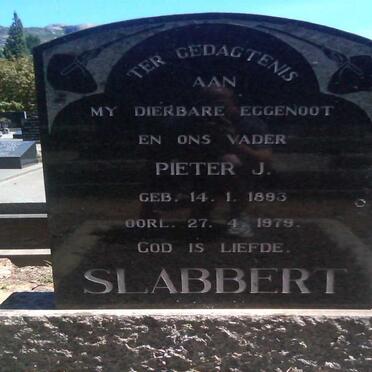 TER GEDAGTENIS
AAN
MY DIERBARE EGGENOOT
EN ONS VADER
PIETER J.
GEB. 14. 1. 1893
OORL. 27. 4. 1979.
GOD IS LIEFDE.
SLABBERT